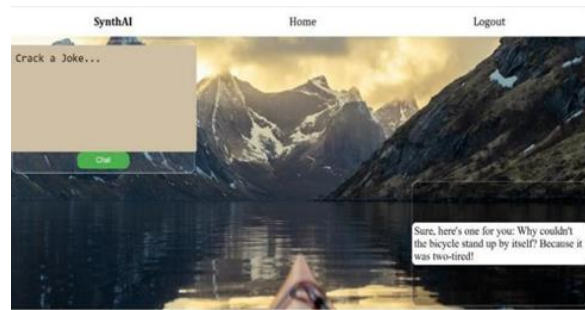 SynthAI Home Logout
Crack a Joke...
Chat
Sure, here's one for you: Why couldn't
the bicycle stand up by itself? Because it
was two-tired!